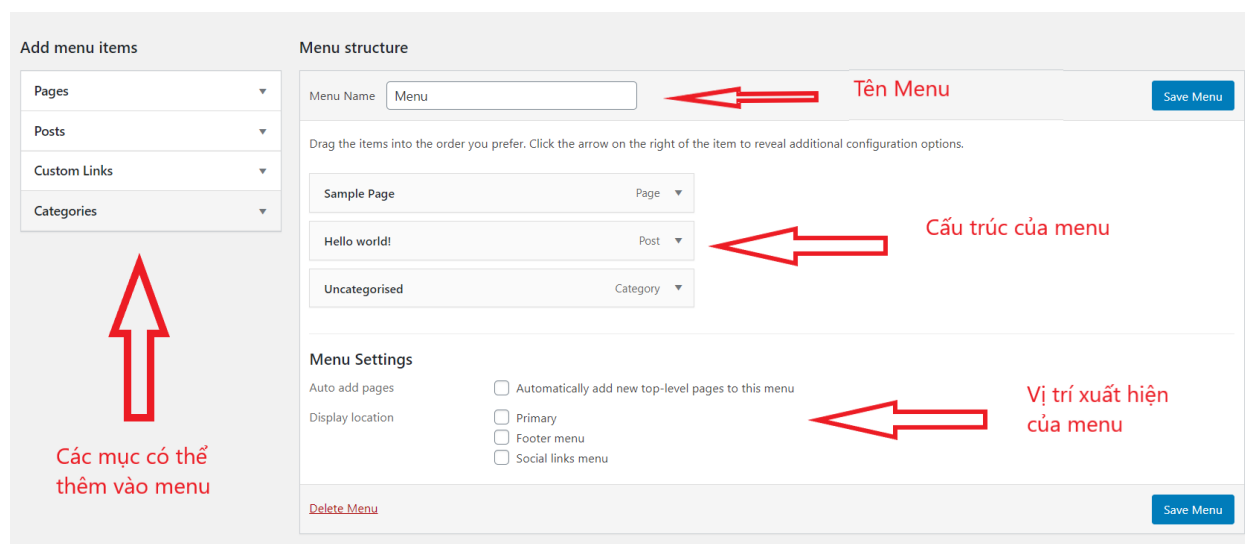 Add menu items
Menu structure
Pages
Posts
Custom Links
Categories
Các mục có thể
thêm vào menu
Menu Name
Menu
Tên Menu
Save Menu
Drag the items into the order you prefer. Click the arrow on the right of the item to reveal additional configuration options.
Sample Page
Page
Hello world!
Post
Cấu trúc của menu
Uncategorised
Category
Menu Settings
Auto add pages
Automatically add new top-level pages to this menu
Display location
Primary
Footer menu
Social links menu
Vị trí xuất hiện
của menu
Delete Menu
Save Menu